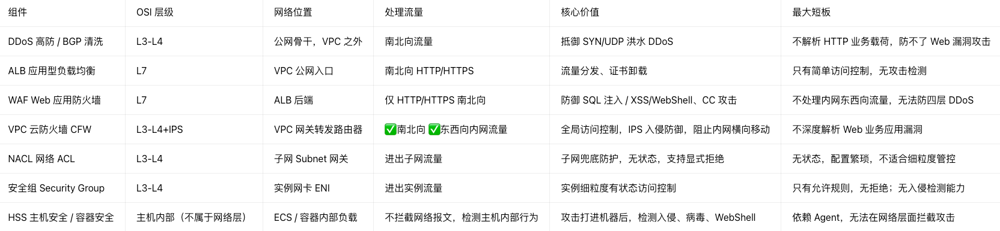 组件 OSI 层级 网络位置 处理流量 核心价值 最大短板
DDoS 高防 / BGP 清洗 L3-L4 公网骨干，VPC 之外 南北向流量 抵御 SYN/UDP 洪水 DDoS 不解析 HTTP 业务载荷，防不了 Web 漏洞攻击
ALB 应用型负载均衡 L7 VPC 公网入口 南北向 HTTP/HTTPS 流量分发、证书卸载 只有简单访问控制，无攻击检测
WAF Web 应用防火墙 L7 ALB 后端 仅 HTTP/HTTPS 南北向 防御 SQL 注入 / XSS/WebShell、CC 攻击 不处理内网东西向流量，无法防四层 DDoS
VPC 云防火墙 CFW L3-L4+IPS VPC 网关转发路由器 ✅南北向 ✅东西向内网流量 全局访问控制，IPS 入侵防御，阻止内网横向移动 不深度解析 Web 业务应用漏洞
NACL 网络 ACL L3-L4 子网 Subnet 网关 进出子网流量 子网兜底防护，无状态，支持显式拒绝 无状态，配置繁琐，不适合细粒度管控
安全组 Security Group L3-L4 实例网卡 ENI 进出实例流量 实例细粒度有状态访问控制 只有允许规则，无拒绝；无入侵检测能力
HSS 主机安全 / 容器安全 主机内部（不属于网络层） ECS / 容器内部负载 不拦截网络报文，检测主机内部行为 攻击打进机器后，检测入侵、病毒、WebShell 依赖 Agent，无法在网络层面拦截攻击